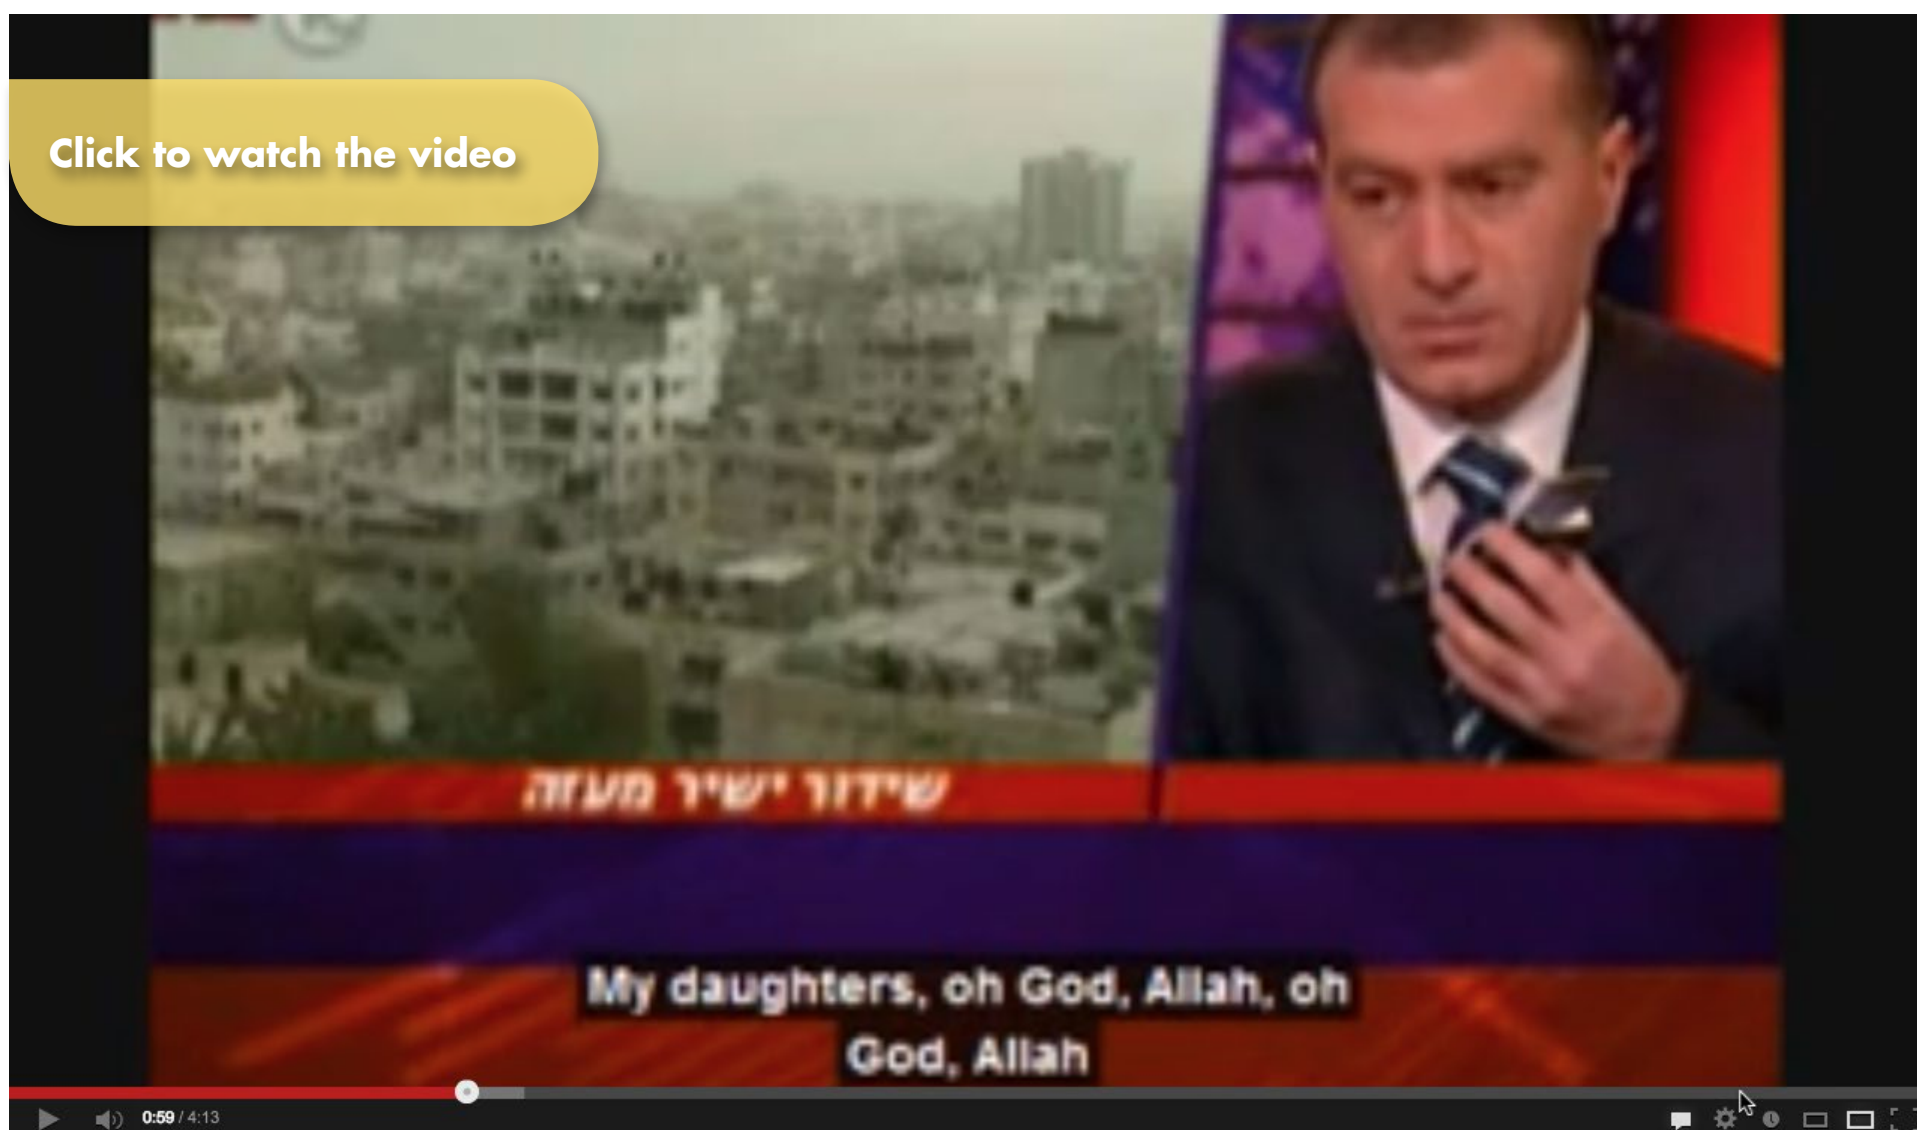 Click to watch the video
שידור ישיר מעזה
My daughters, oh God, Allah, oh
God, Allah
0:59 / 4:13